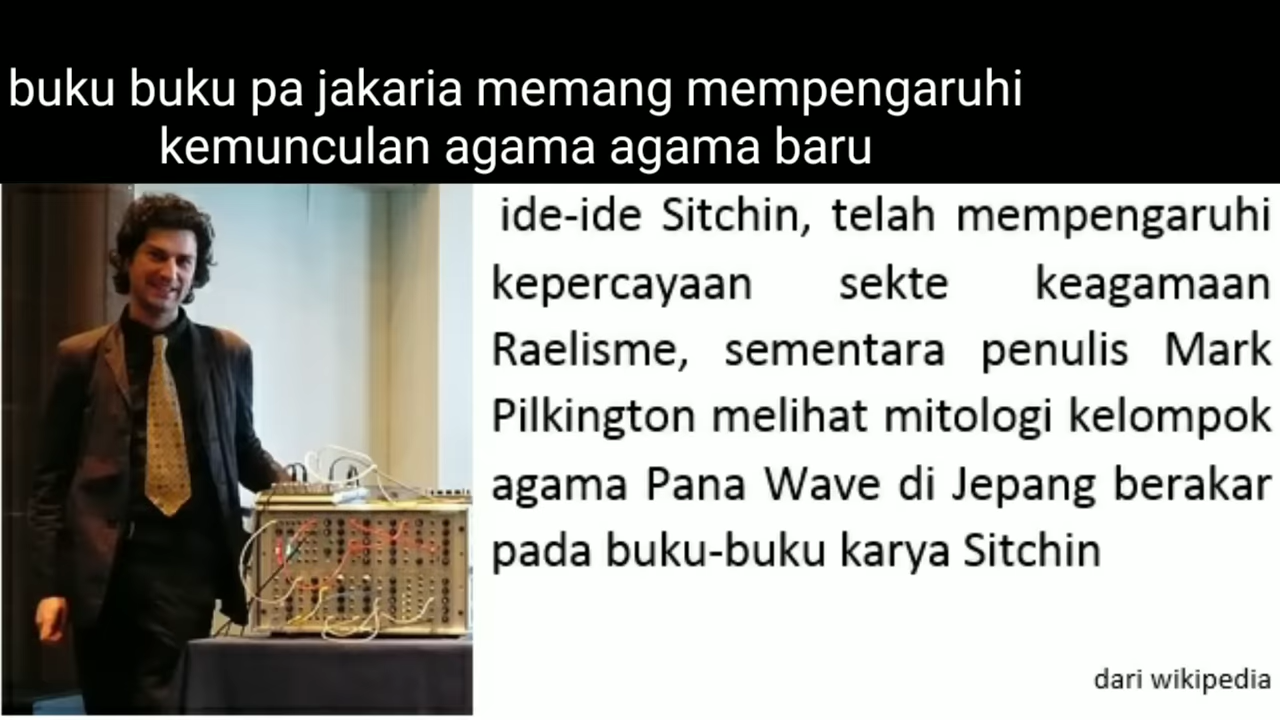 buku buku pa jakaria memang mempengaruhi
kemunculan agama agama baru
ide-ide Sitchin, telah mempengaruhi
kepercayaan sekte keagamaan
Raelisme, sementara penulis Mark
Pilkington melihat mitologi kelompok
agama Pana Wave di Jepang berakar
pada buku-buku karya Sitchin
dari wikipedia